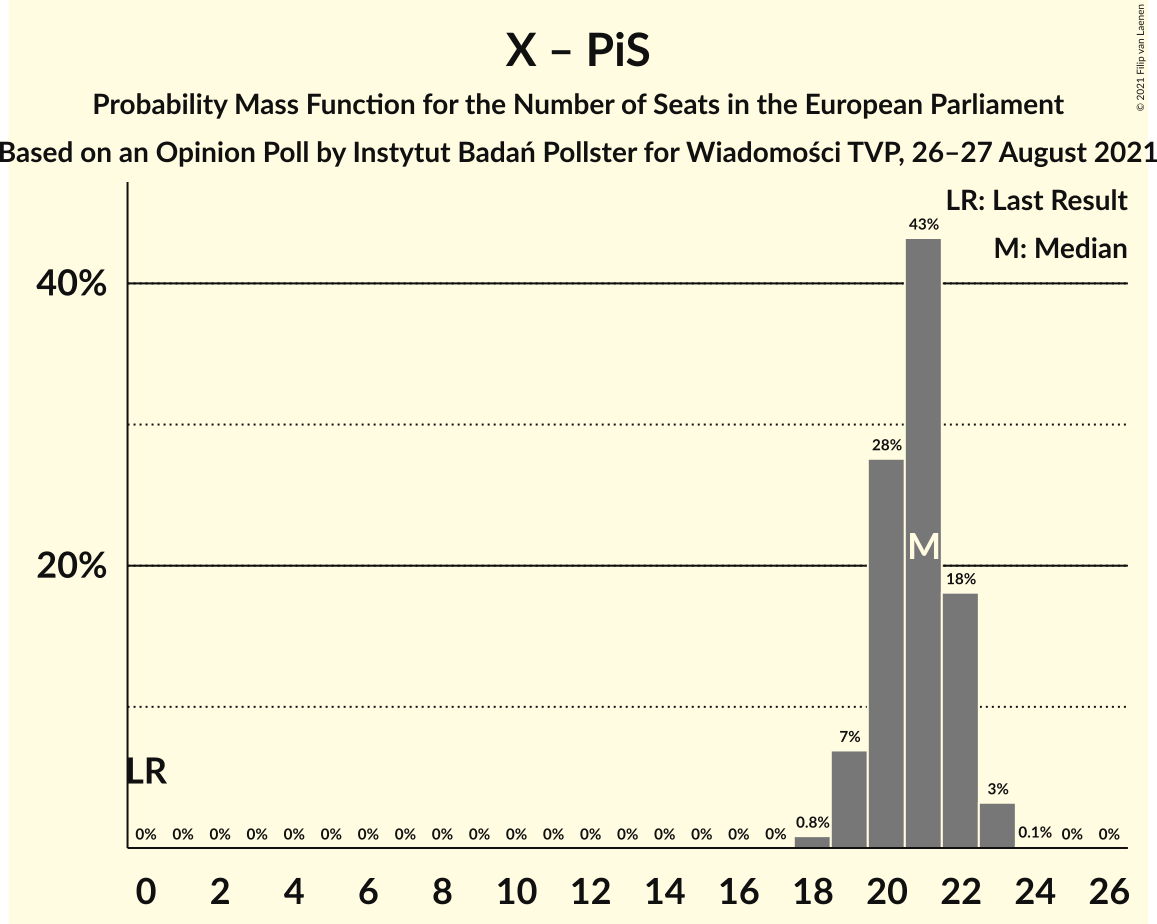 X – PiS
Probability Mass Function for the Number of Seats in the European Parliament
Based on an Opinion Poll by Instytut Badań Pollster for Wiadomości TVP, 26–27 August 2021
© 2021 Filip van Laenen
LR: Last Result
M: Median
43%
40%
28%
M
20%
18%
7%
LR
3%
0% 0% 0% 0% 0% 0% 0% 0% 0% 0% 0% 0% 0% 0% 0% 0% 0% 0% 0.8% 0.1% 0% 0%
0 2 4 6 8 10 12 14 16 18 20 22 24 26